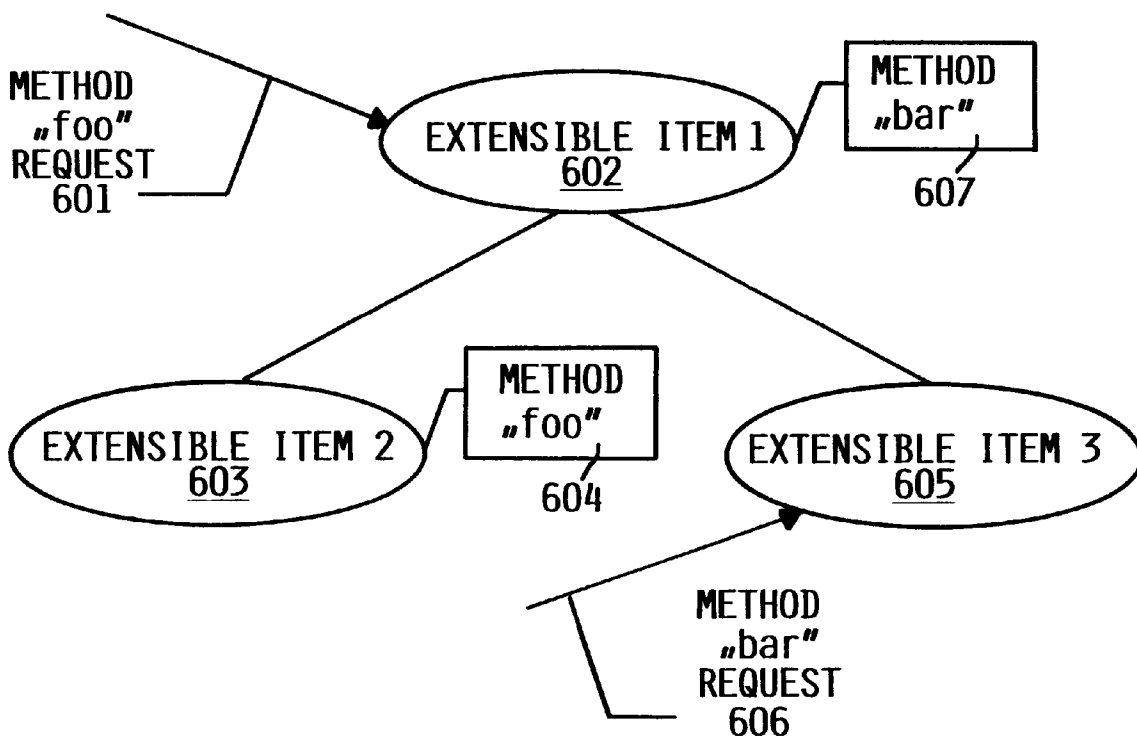 METHOD
„foo"
REQUEST
601
EXTENSIBLE ITEM 1
602
METHOD
„bar"
607
EXTENSIBLE ITEM 2
603
METHOD
„foo"
604
EXTENSIBLE ITEM 3
605
METHOD
„bar"
REQUEST
606